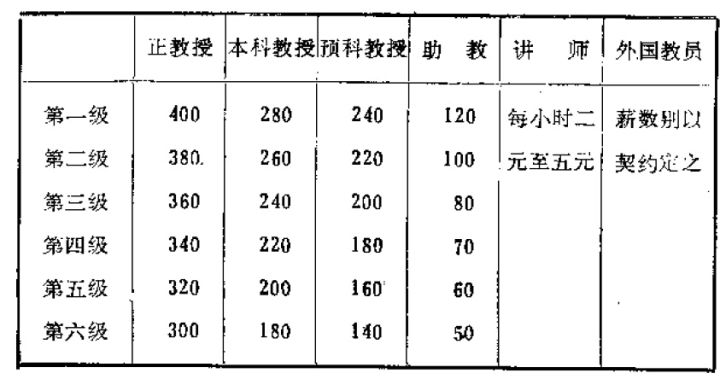 正教授 本科教授 预科教授 助教 讲师 外国教员
第一级 400 280 240 120 每小时二 薪数别以
第二级 380 260 220 100 元至五元 契约定之
第三级 360 240 200 80
第四级 340 220 180 70
第五级 320 200 160 60
第六级 300 180 140 50